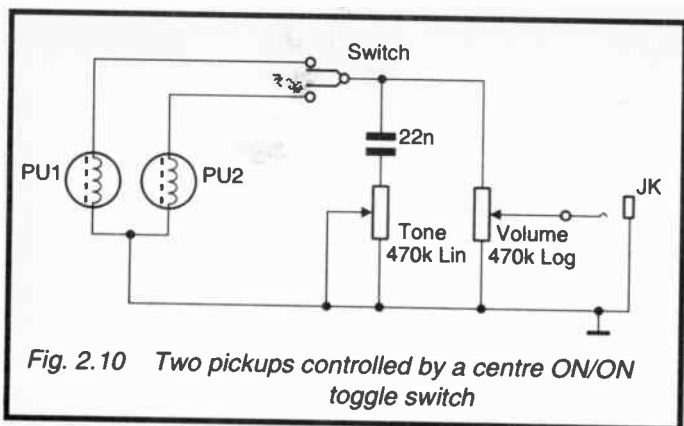 Switch
22n
PU1
PU2
JK
Tone
470k Lin
Volume
470k Log
Fig. 2.10 Two pickups controlled by a centre ON/ON
toggle switch